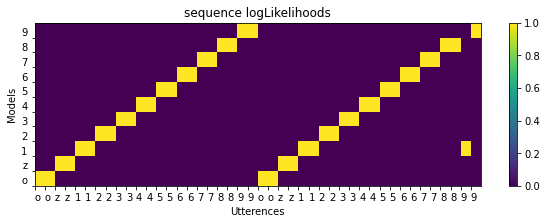 sequence logLikelihoods
Models
9
8
7
6
5
4
3
2
1
z
o
o o z z 1 1 2 2 3 3 4 4 5 5 6 6 7 7 8 8 9 9 o o z z 1 1 2 2 3 3 4 4 5 5 6 6 7 7 8 8 9 9
Utterences
1.0
0.8
0.6
0.4
0.2
0.0